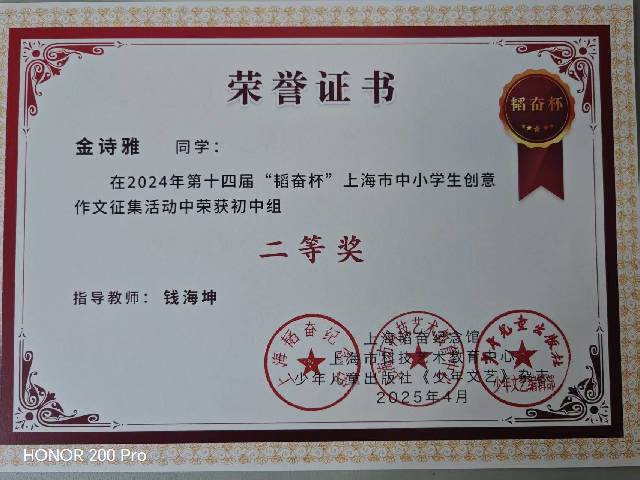 荣誉证书
韬奋杯
金诗雅 同学：
在2024年第十四届“韬奋杯”上海市中小学生创意
作文征集活动中荣获初中组
二等奖
指导教师：钱海坤
上海韬奋纪念馆
上海市科技艺术教育中心
少年儿童出版社《少年文艺》杂志
2025年4月
HONOR 200 Pro